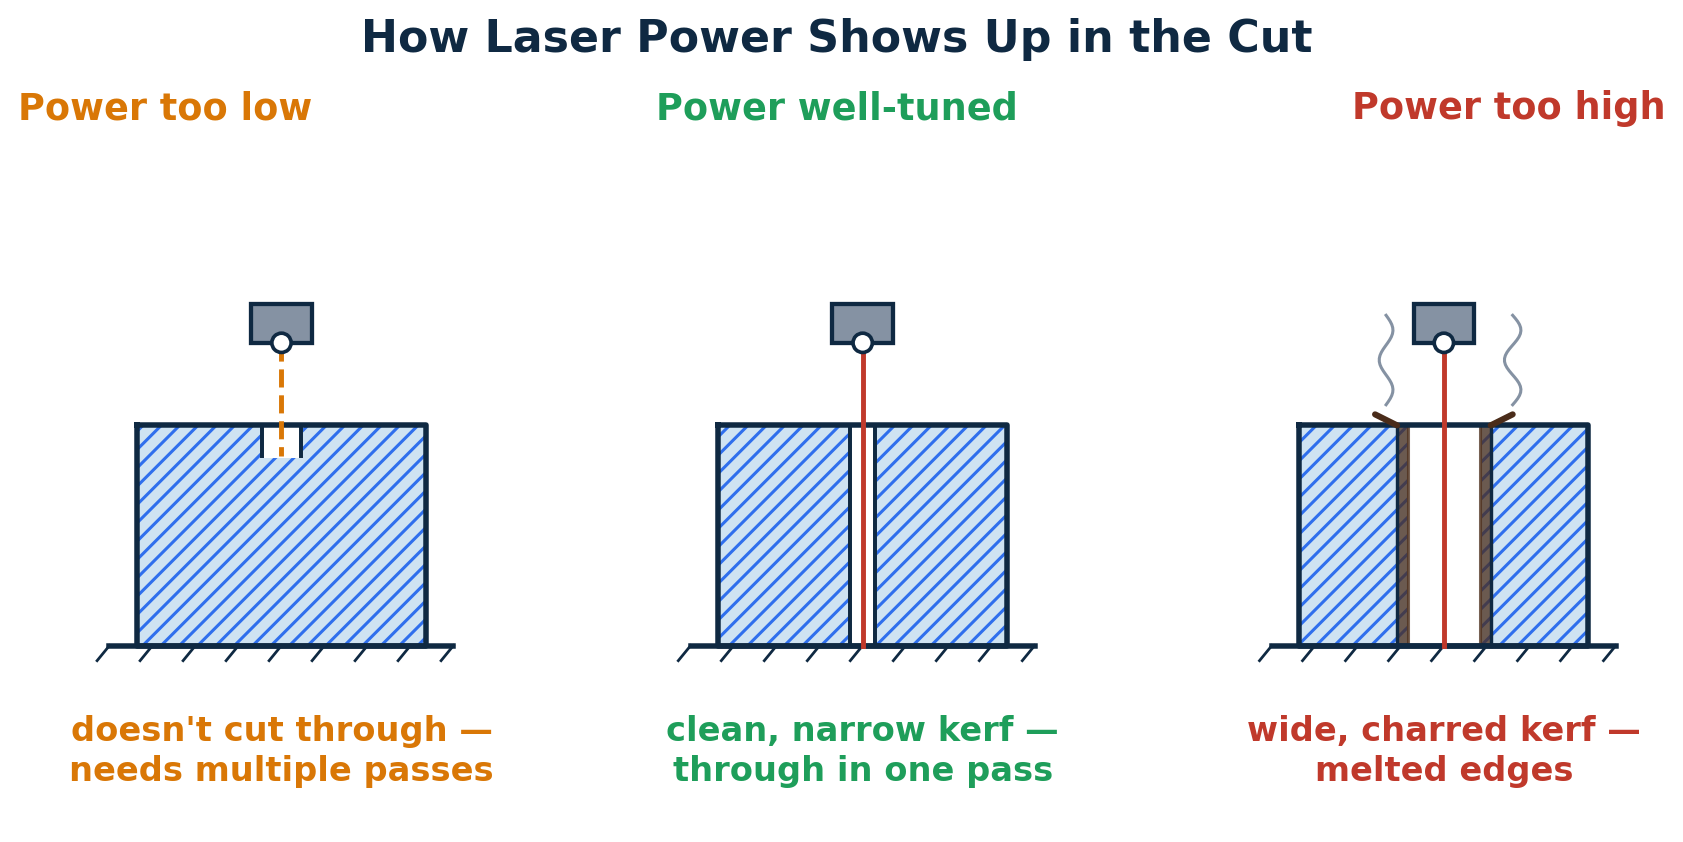 How Laser Power Shows Up in the Cut
Power too low
Power well-tuned
Power too high
doesn't cut through —
needs multiple passes
clean, narrow kerf —
through in one pass
wide, charred kerf —
melted edges